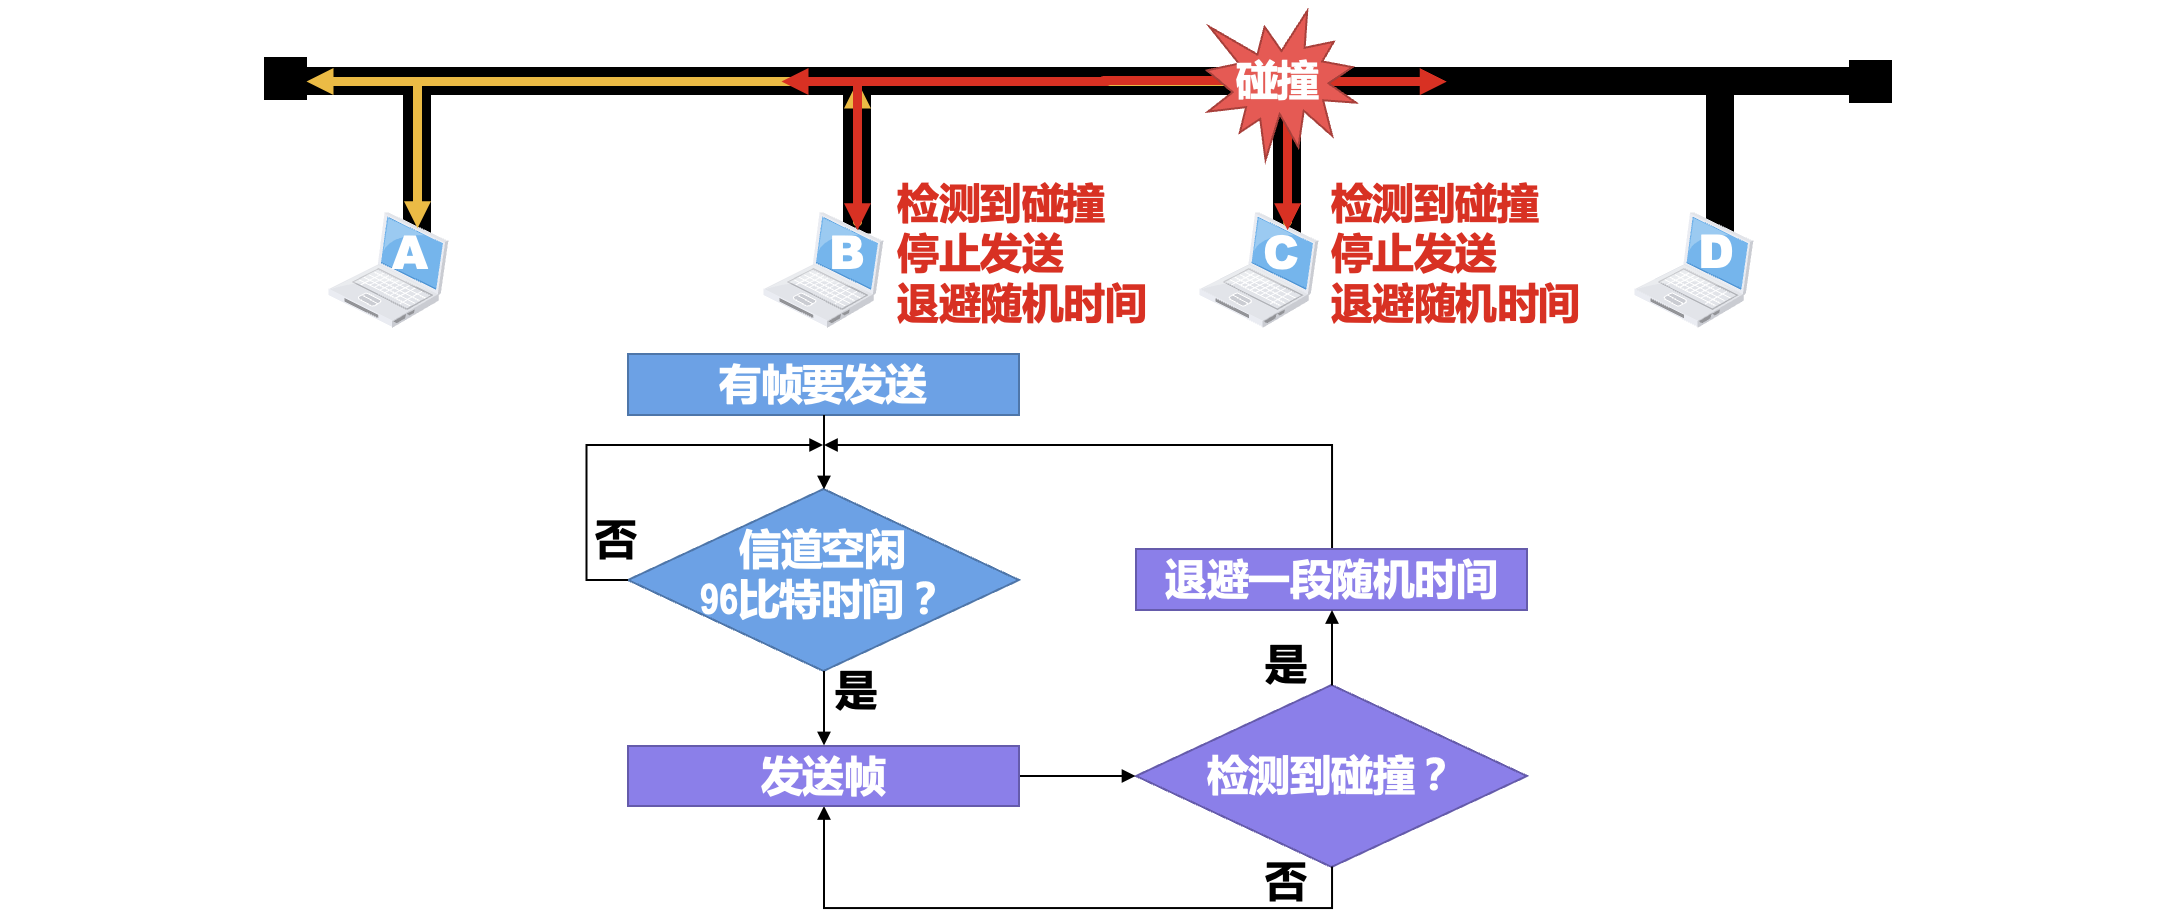 碰撞
检测到碰撞
停止发送
退避随机时间
检测到碰撞
停止发送
退避随机时间
A
B
C
D
有帧要发送
否
信道空闲
96比特时间？
是
退避一段随机时间
是
发送帧
检测到碰撞？
否